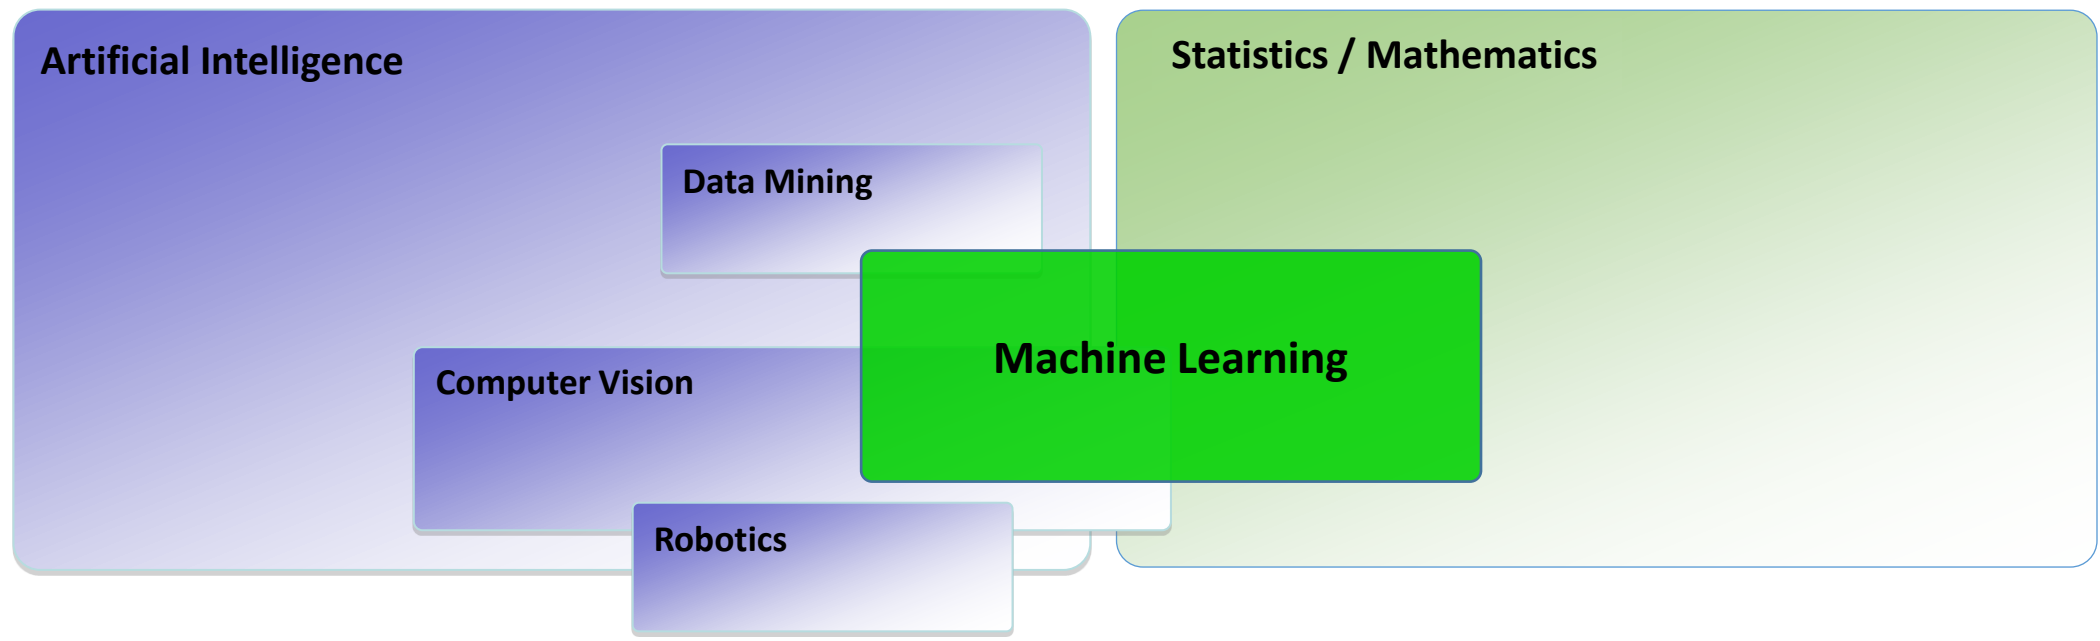 Artificial Intelligence
Statistics / Mathematics
Data Mining
Machine Learning
Computer Vision
Robotics